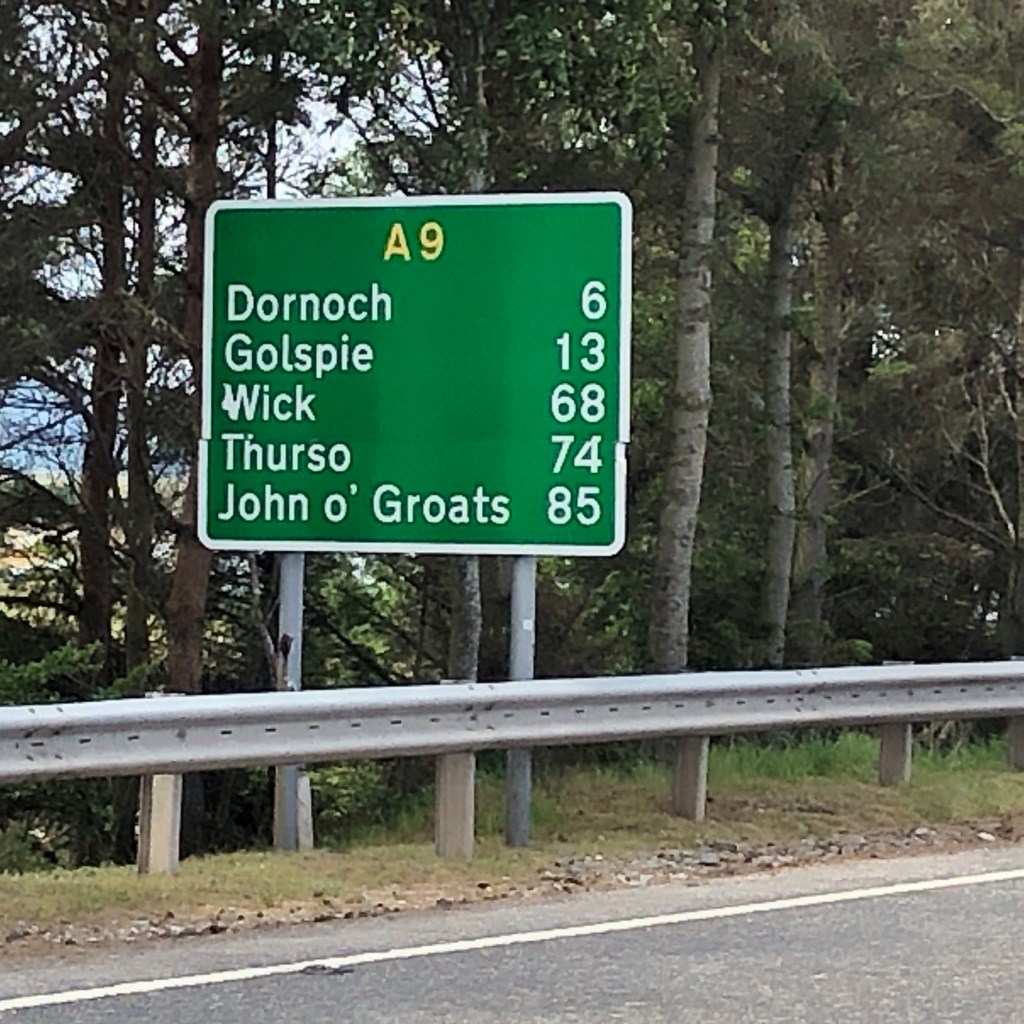 A9
Dornoch 6
Golspie 13
Wick 68
Thurso 74
John o' Groats 85